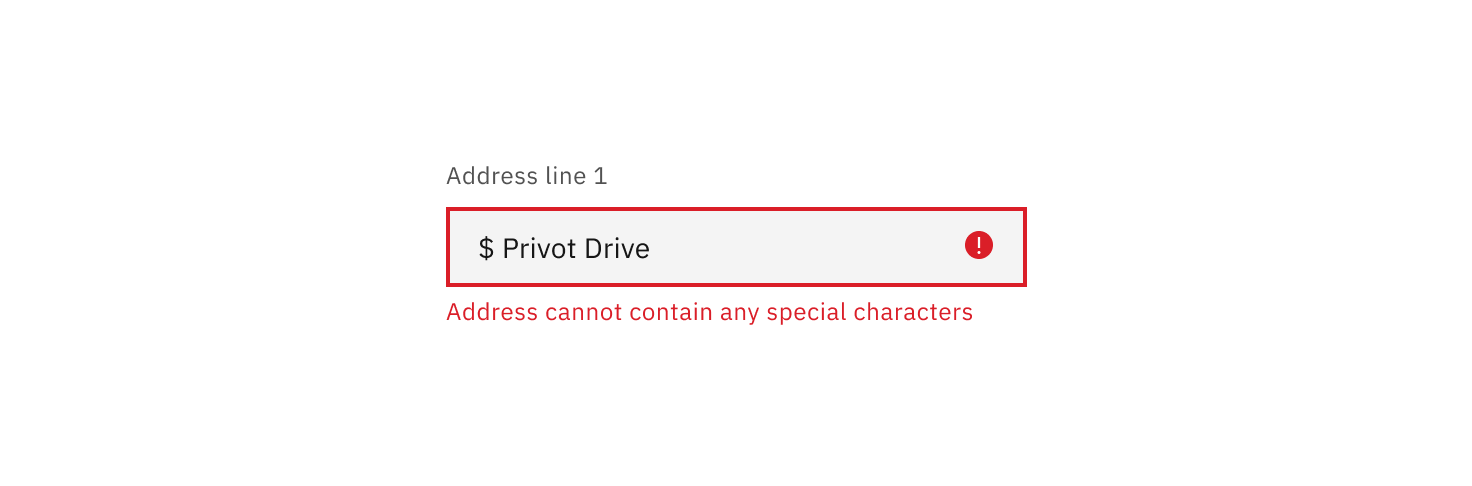 Address line 1
$ Privot Drive
Address cannot contain any special characters